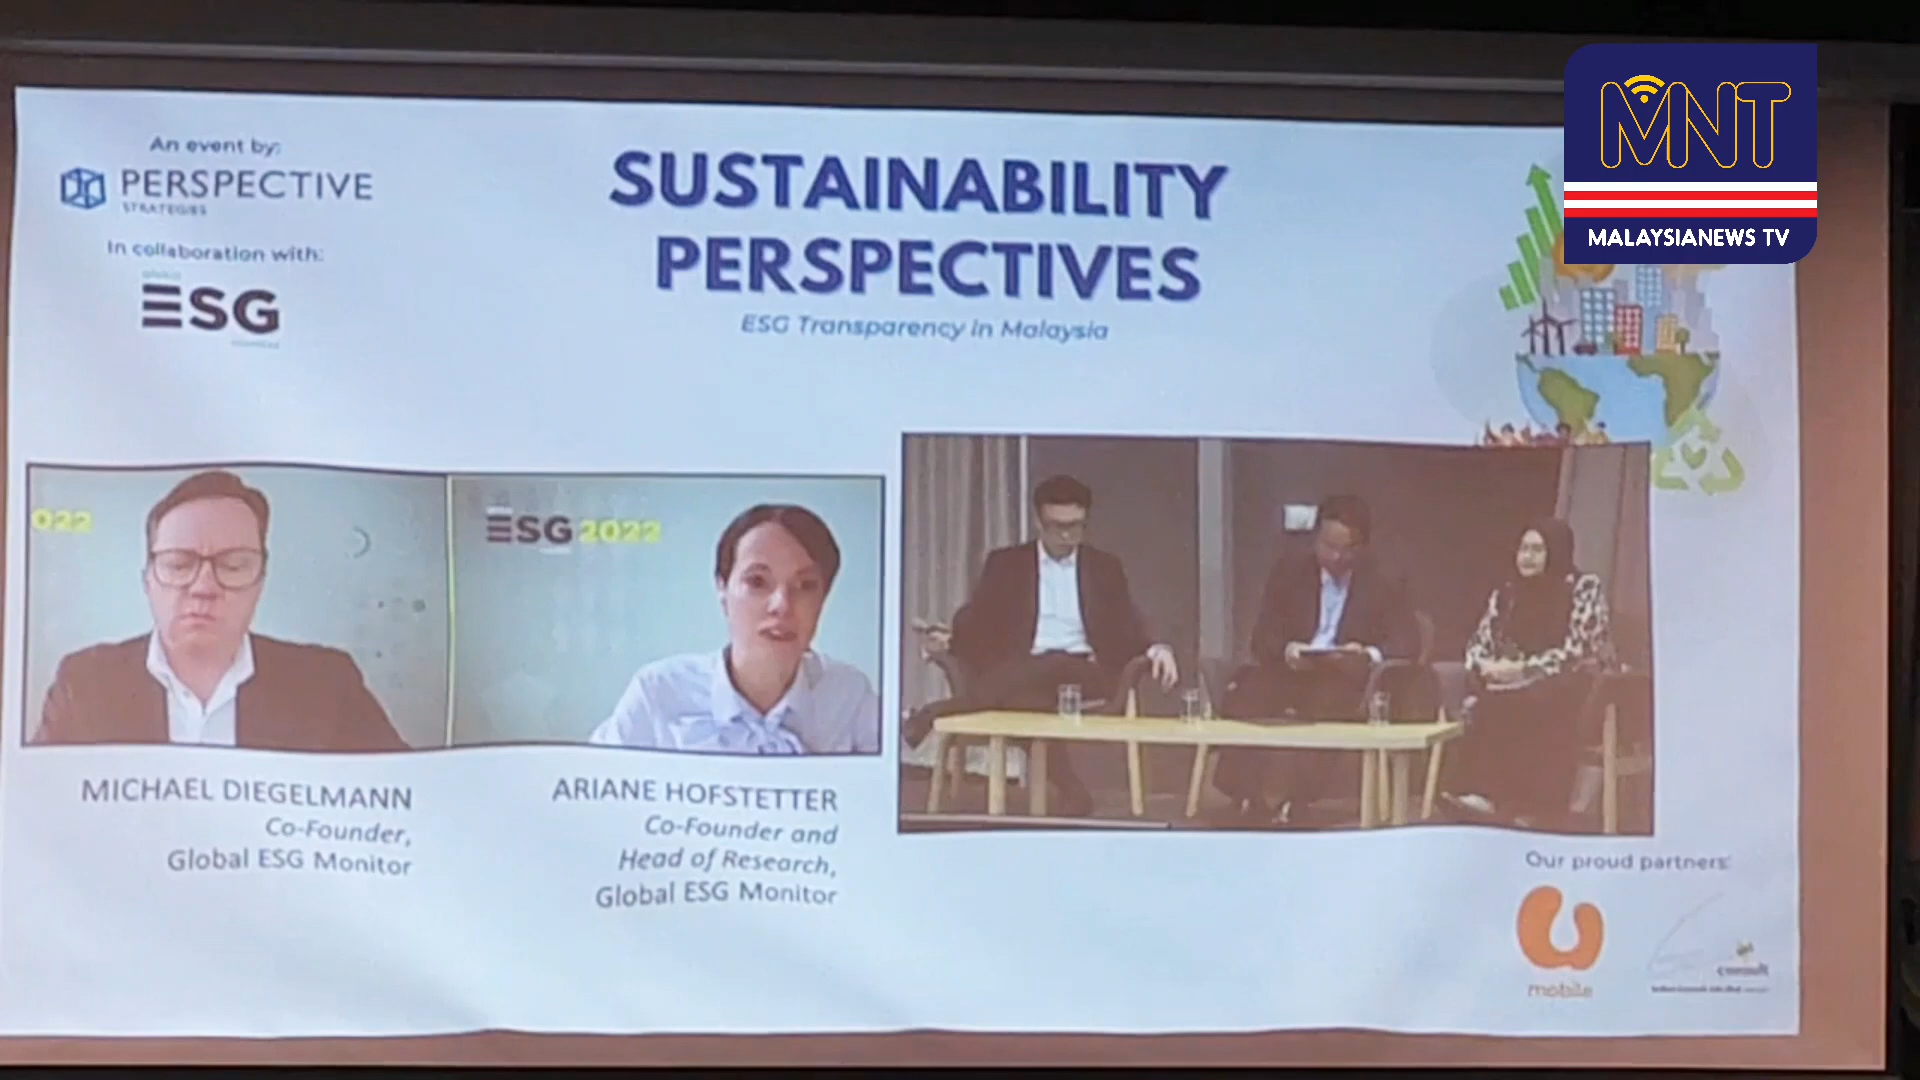 An event by:
PERSPECTIVE
STRATEGIES
In collaboration with:
ESG
SUSTAINABILITY
PERSPECTIVES
ESG Transparency in Malaysia
MNT
MALAYSIANEWS TV
022
ESG 2022
MICHAEL DIEGELMANN
Co-Founder,
Global ESG Monitor
ARIANE HOFSTETTER
Co-Founder and
Head of Research,
Global ESG Monitor
Our proud partners:
U
mobile
consult